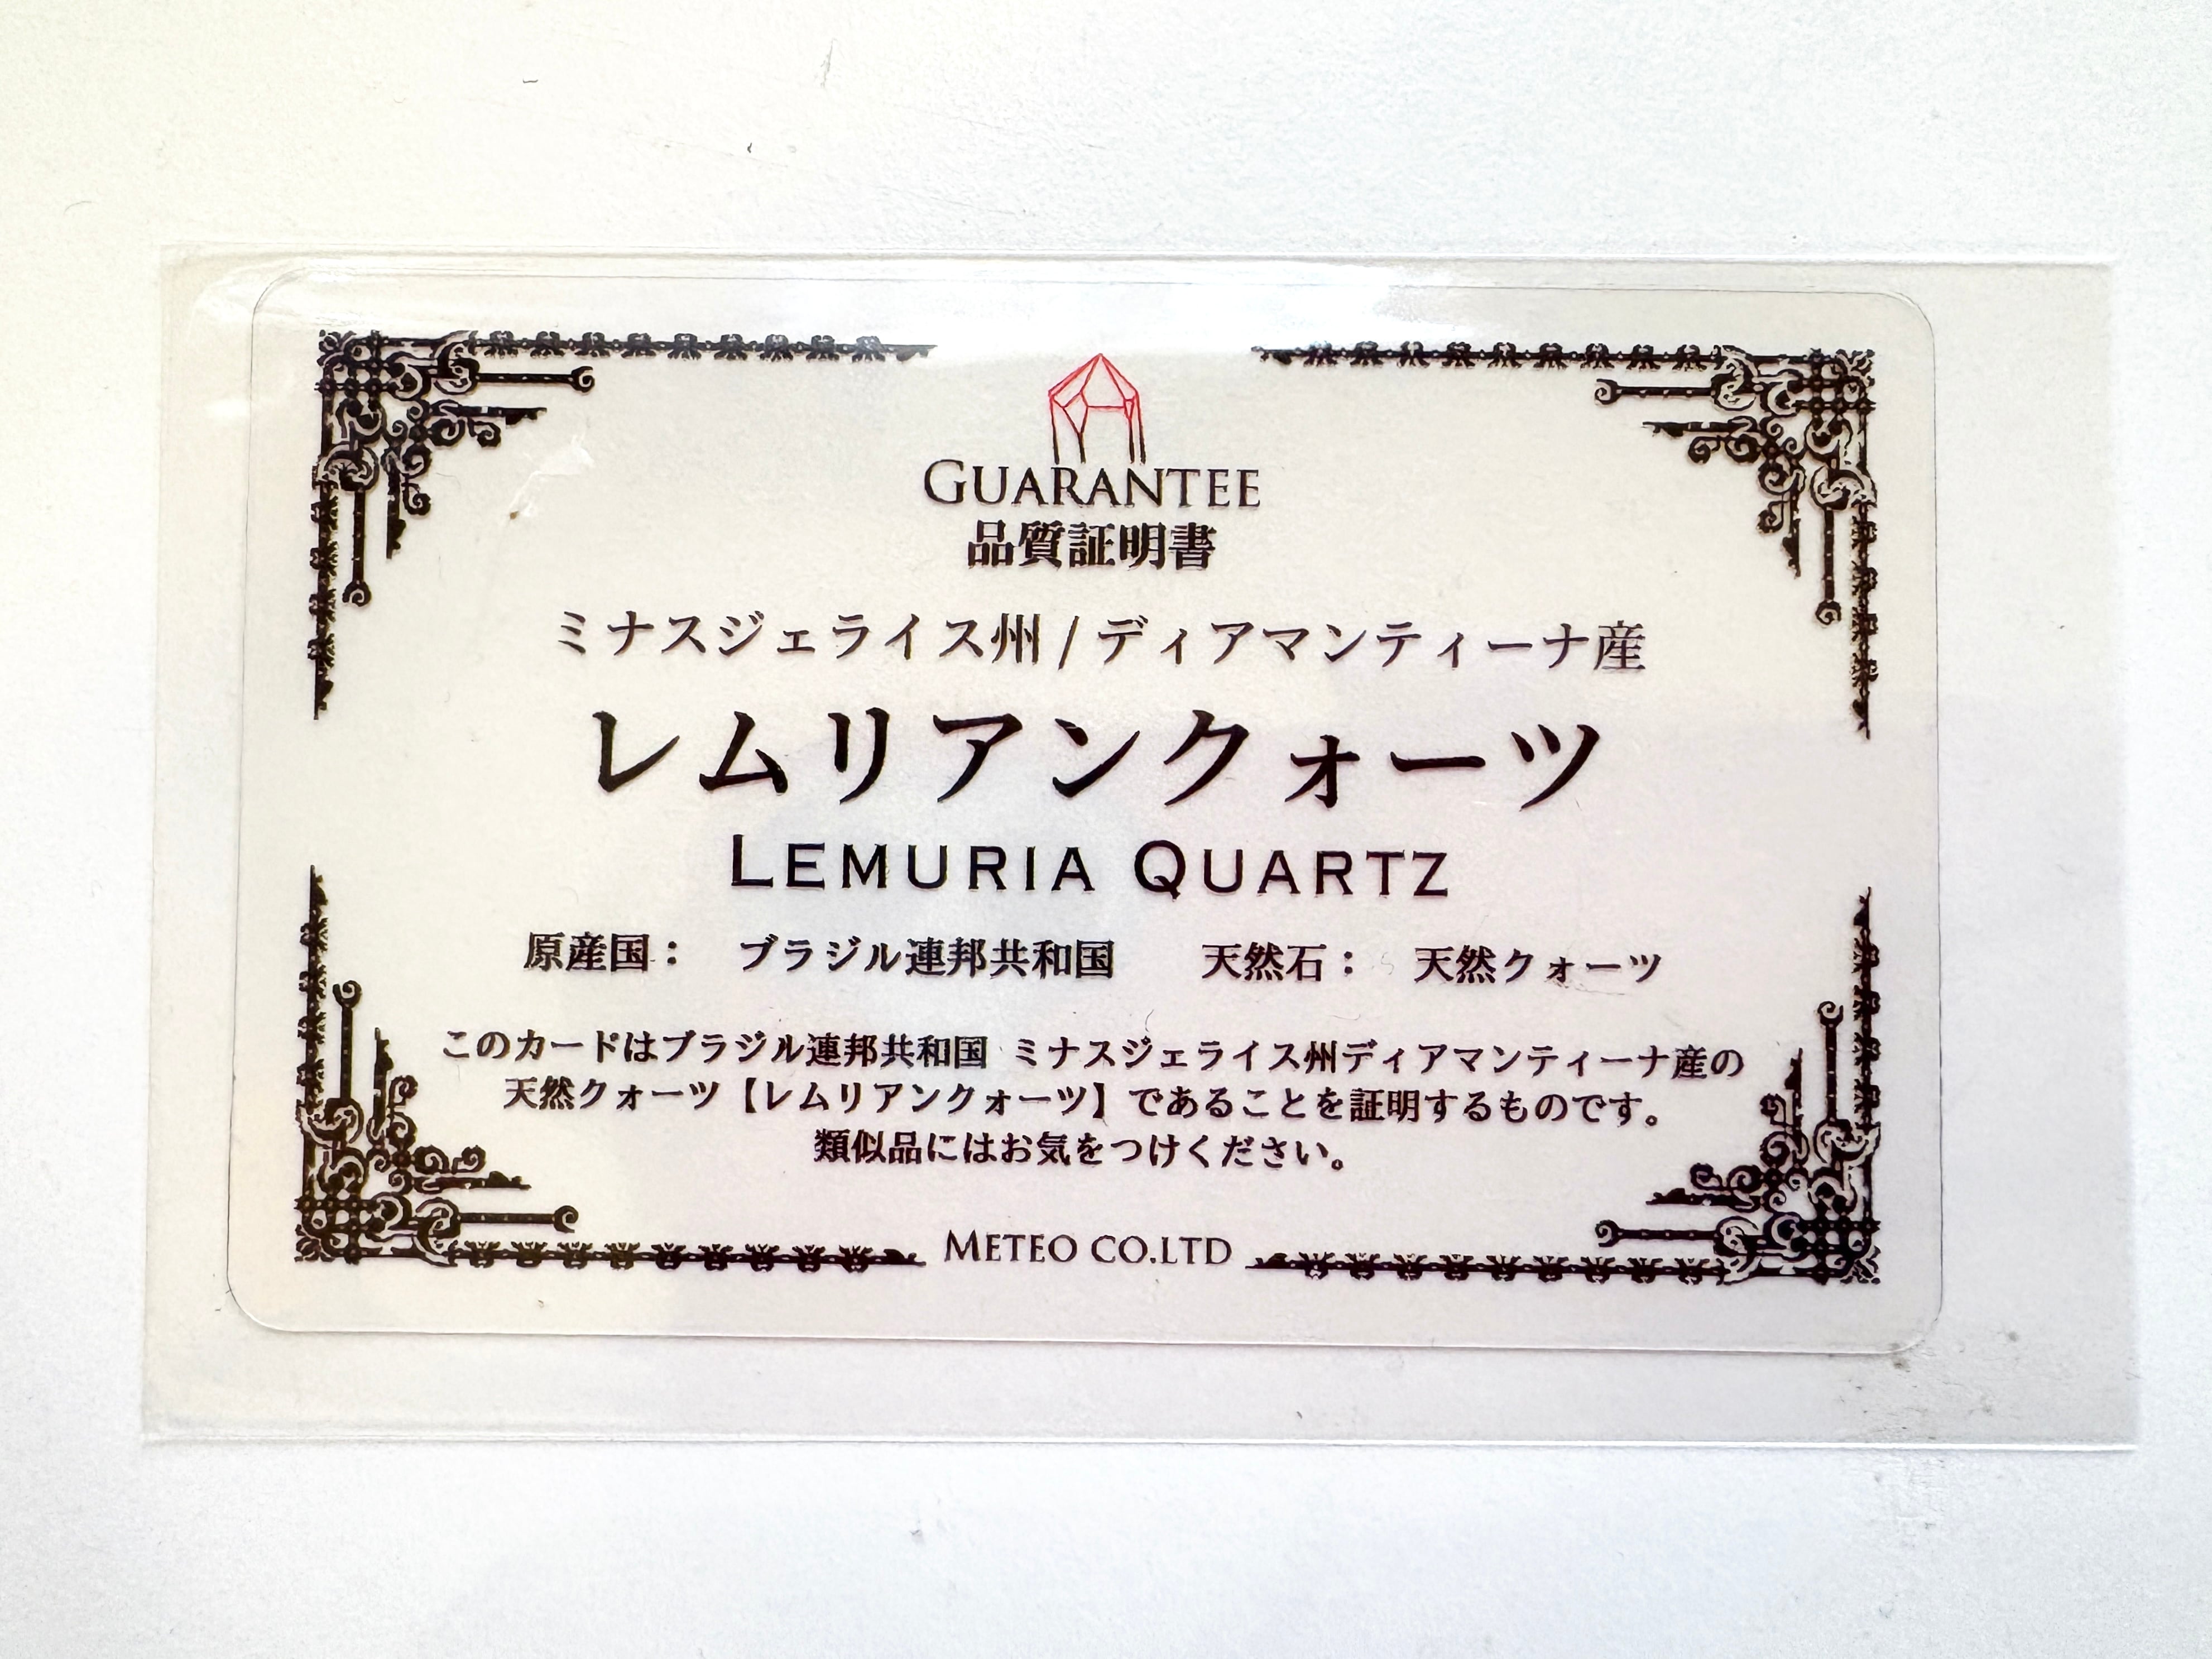 GUARANTEE
品質証明書
ミナスジェライス州 / ディアマンティーナ産
レムリアンクォーツ
LEMURIA QUARTZ
原産国： ブラジル連邦共和国 天然石： 天然クォーツ
このカードはブラジル連邦共和国 ミナスジェライス州ディアマンティーナ産の
天然クォーツ【レムリアンクォーツ】であることを証明するものです。
類似品にはお気をつけください。
METEO CO.LTD